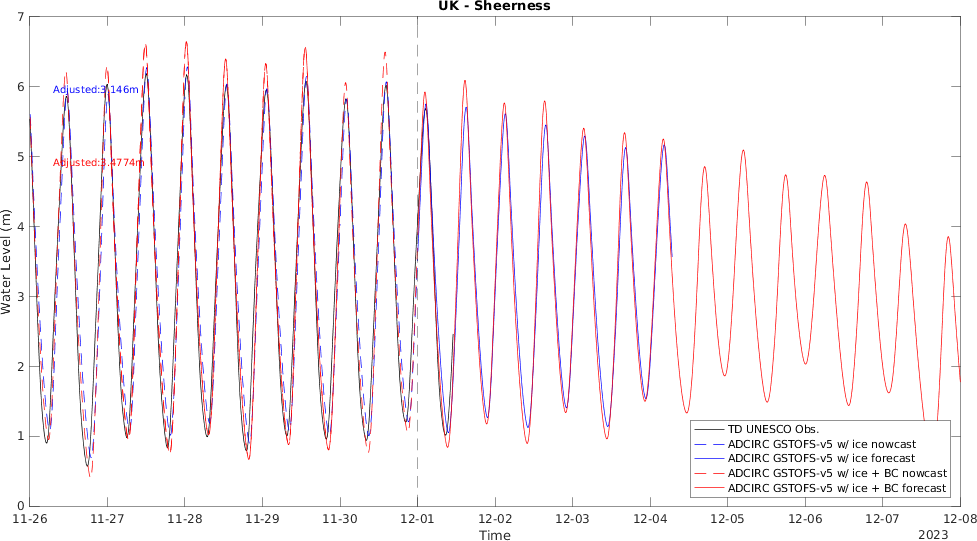 UK - Sheerness
7
6
5
4
3
2
1
0
Water Level (m)
Adjusted:3.146m
Adjusted:3.4774m
TD UNESCO Obs.
ADCIRC GSTOFS-v5 w/ ice nowcast
ADCIRC GSTOFS-v5 w/ ice forecast
ADCIRC GSTOFS-v5 w/ ice + BC nowcast
ADCIRC GSTOFS-v5 w/ ice + BC forecast
11-26 11-27 11-28 11-29 11-30 12-01 12-02 12-03 12-04 12-05 12-06 12-07 12-08
Time
2023